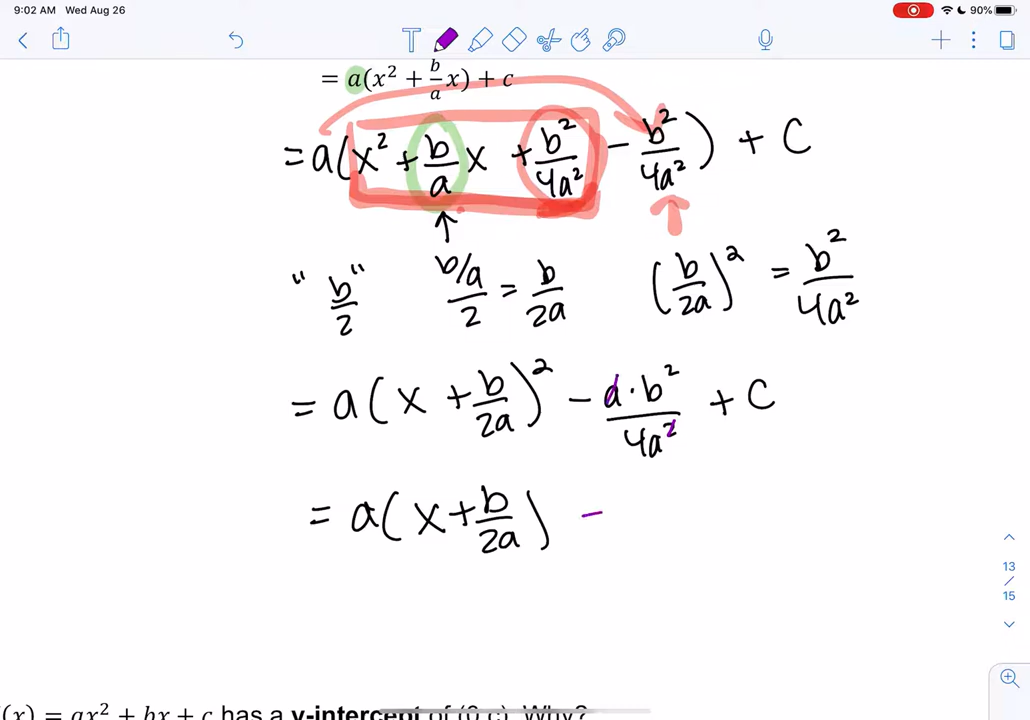 9:02 AM Wed Aug 26
90%
T
= a(x² + b/a x) + c
= a(x² + b/a x + b²/4a² - b²/4a²) + C
" b/2 " b/a/2 = b/2a (b/2a)² = b²/4a²
= a(x + b/2a)² - a·b²/4a² + C
= a(x + b/2a) -
13
/
15
(x) = ax² + bx + c has a y-intercept of (0,c). Why?